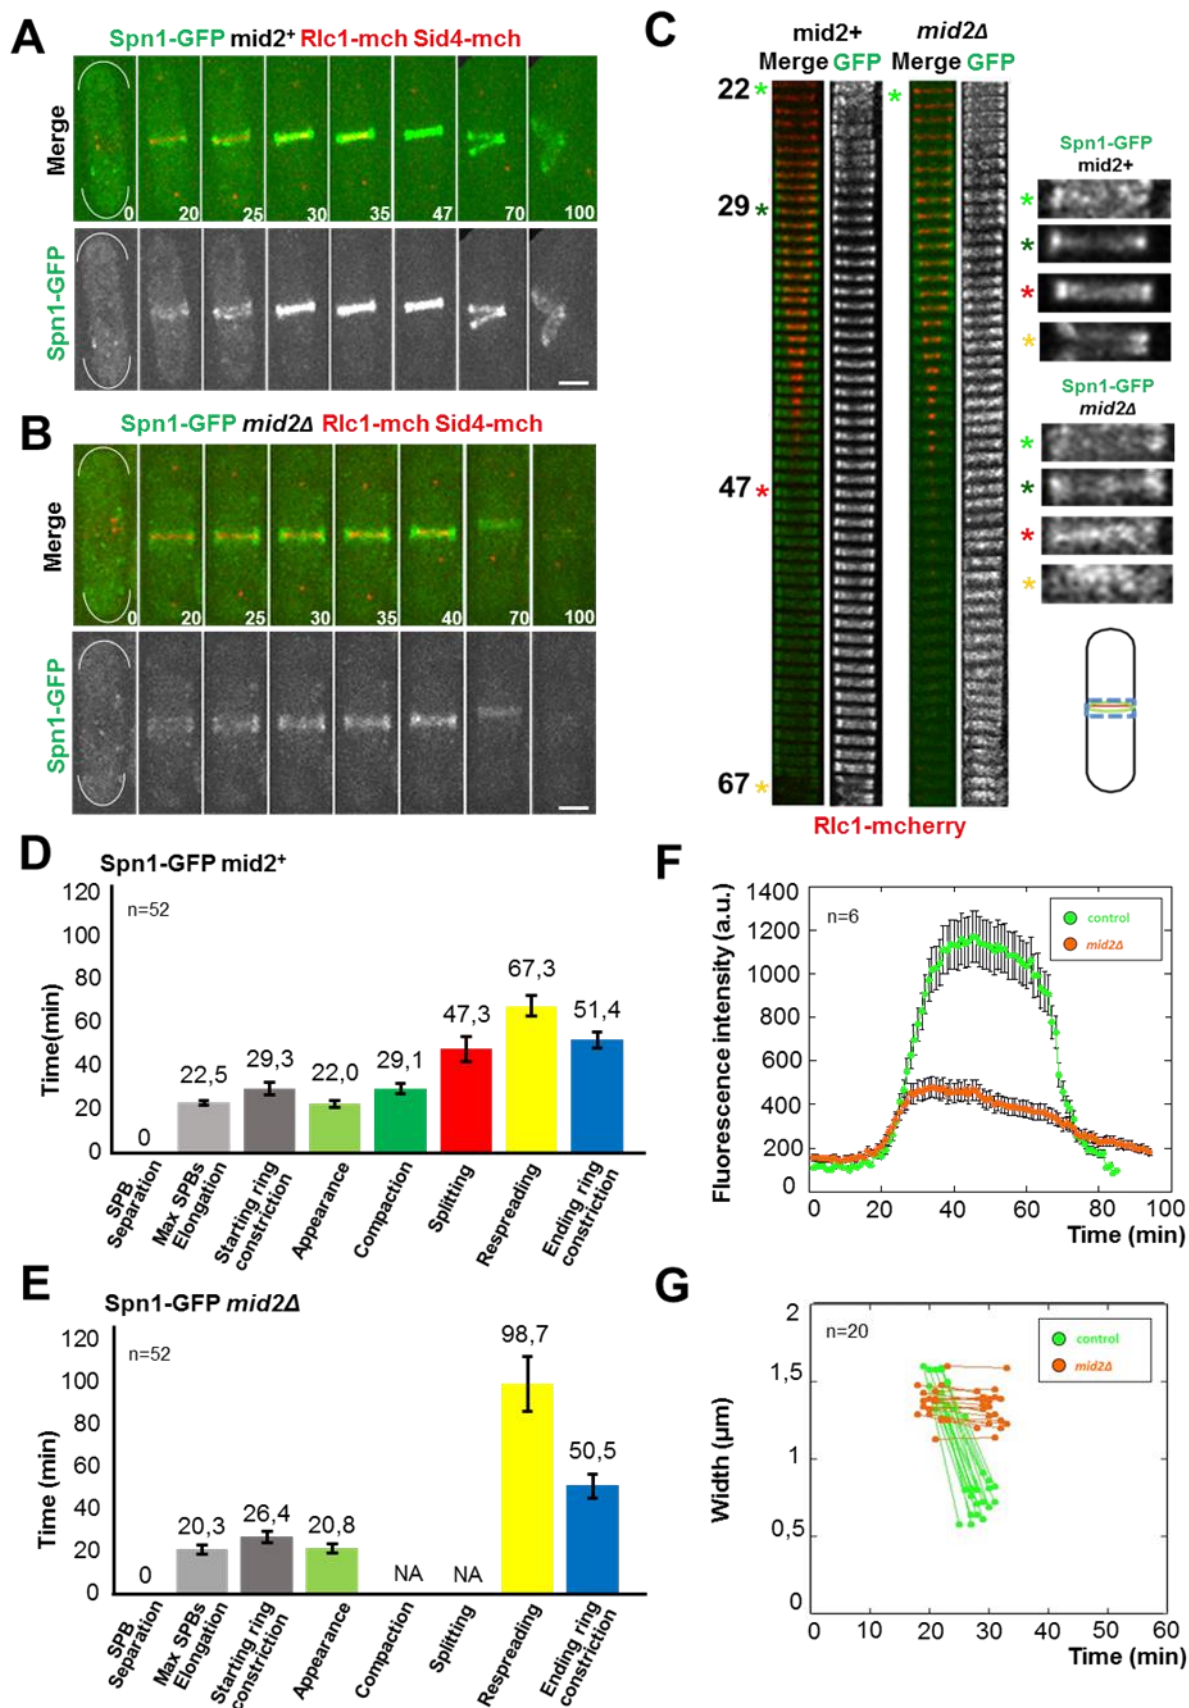 A
Spn1-GFP mid2⁺ Rlc1-mch Sid4-mch
Merge
0 20 25 30 35 47 70 100
Spn1-GFP
B
Spn1-GFP mid2Δ Rlc1-mch Sid4-mch
Merge
0 20 25 30 35 40 70 100
Spn1-GFP
C
mid2+ mid2Δ
Merge GFP Merge GFP
22 *
*
29 *
47 *
67 *
Rlc1-mcherry
Spn1-GFP
mid2+
*
*
*
*
Spn1-GFP
mid2Δ
*
*
*
*
D
Spn1-GFP mid2⁺
n=52
Time(min)
120
100
80
60
40
20
0
0
22,5
29,3
22,0
29,1
47,3
67,3
51,4
SPB
Separation
Max SPBs
Elongation
Starting ring
constriction
Appearance
Compaction
Splitting
Respreading
Ending ring
constriction
E
Spn1-GFP mid2Δ
n=52
Time (min)
120
100
80
60
40
20
0
0
20,3
26,4
20,8
NA
NA
98,7
50,5
SPB
Separation
Max SPBs
Elongation
Starting ring
constriction
Appearance
Compaction
Splitting
Respreading
Ending ring
constriction
F
n=6
control
mid2Δ
Fluorescence intensity (a.u.)
1400
1200
1000
800
600
400
200
0
0 20 40 60 80 100
Time (min)
G
n=20
control
mid2Δ
Width (µm)
2
1,5
1
0,5
0
0 10 20 30 40 50 60
Time (min)